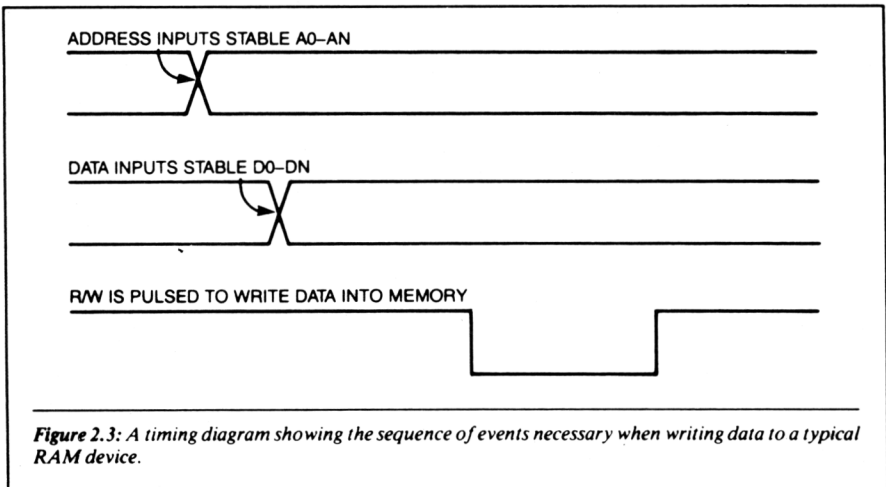 ADDRESS INPUTS STABLE A0–AN
DATA INPUTS STABLE D0–DN
R/W IS PULSED TO WRITE DATA INTO MEMORY
Figure 2.3: A timing diagram showing the sequence of events necessary when writing data to a typical
RAM device.